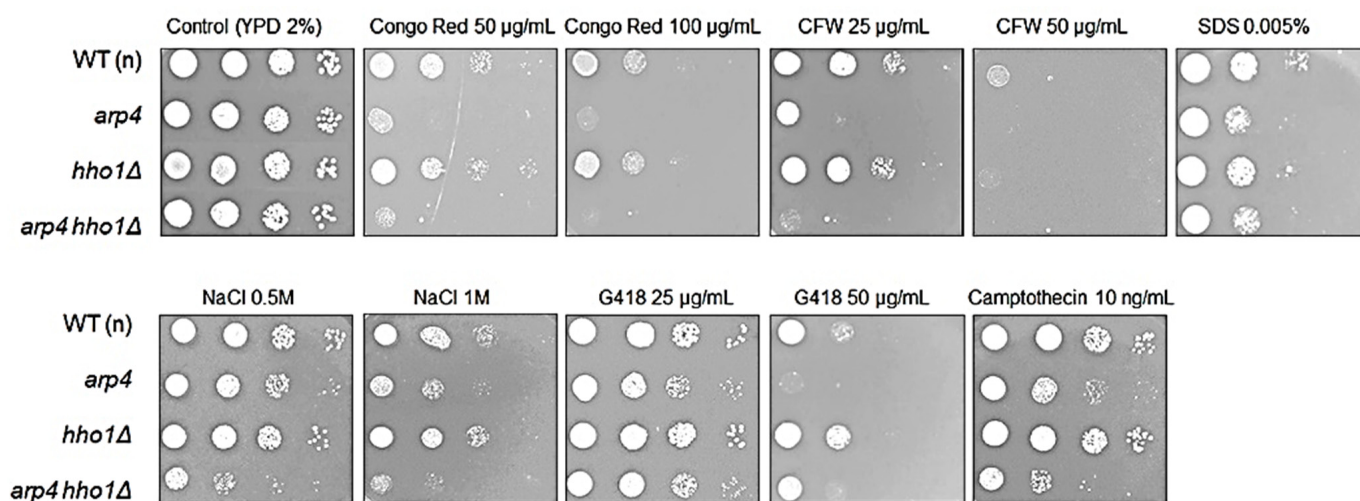 Control (YPD 2%) Congo Red 50 µg/mL Congo Red 100 µg/mL CFW 25 µg/mL CFW 50 µg/mL SDS 0.005%
WT (n)
arp4
hho1Δ
arp4 hho1Δ
NaCl 0.5M NaCl 1M G418 25 µg/mL G418 50 µg/mL Camptothecin 10 ng/mL
WT (n)
arp4
hho1Δ
arp4 hho1Δ